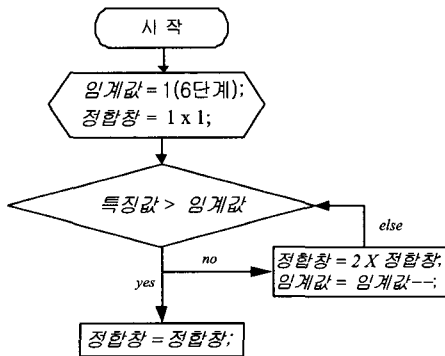 시 작
임계값 = 1(6단계);
정합창 = 1 x 1;
특징값 > 임계값
else
no
정합창 = 2 X 정합창;
임계값 = 임계값--;
yes
정합창 = 정합창;